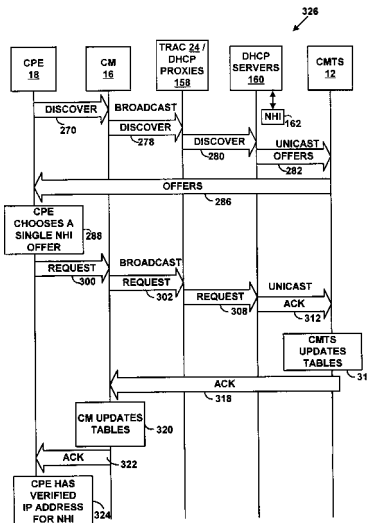 326
CPE
18
CM
16
TRAC 24 /
DHCP
PROXIES
158
DHCP
SERVERS
160
CMTS
12
NHI
162
DISCOVER
270
BROADCAST
DISCOVER
278
DISCOVER
280
UNICAST
OFFERS
282
OFFERS
286
CPE
CHOOSES A
SINGLE NHI
OFFER
288
REQUEST
300
BROADCAST
REQUEST
302
REQUEST
308
UNICAST
ACK
312
CMTS
UPDATES
TABLES
31
ACK
318
CM UPDATES
TABLES
320
ACK
322
CPE HAS
VERIFIED
IP ADDRESS
FOR NHI
324